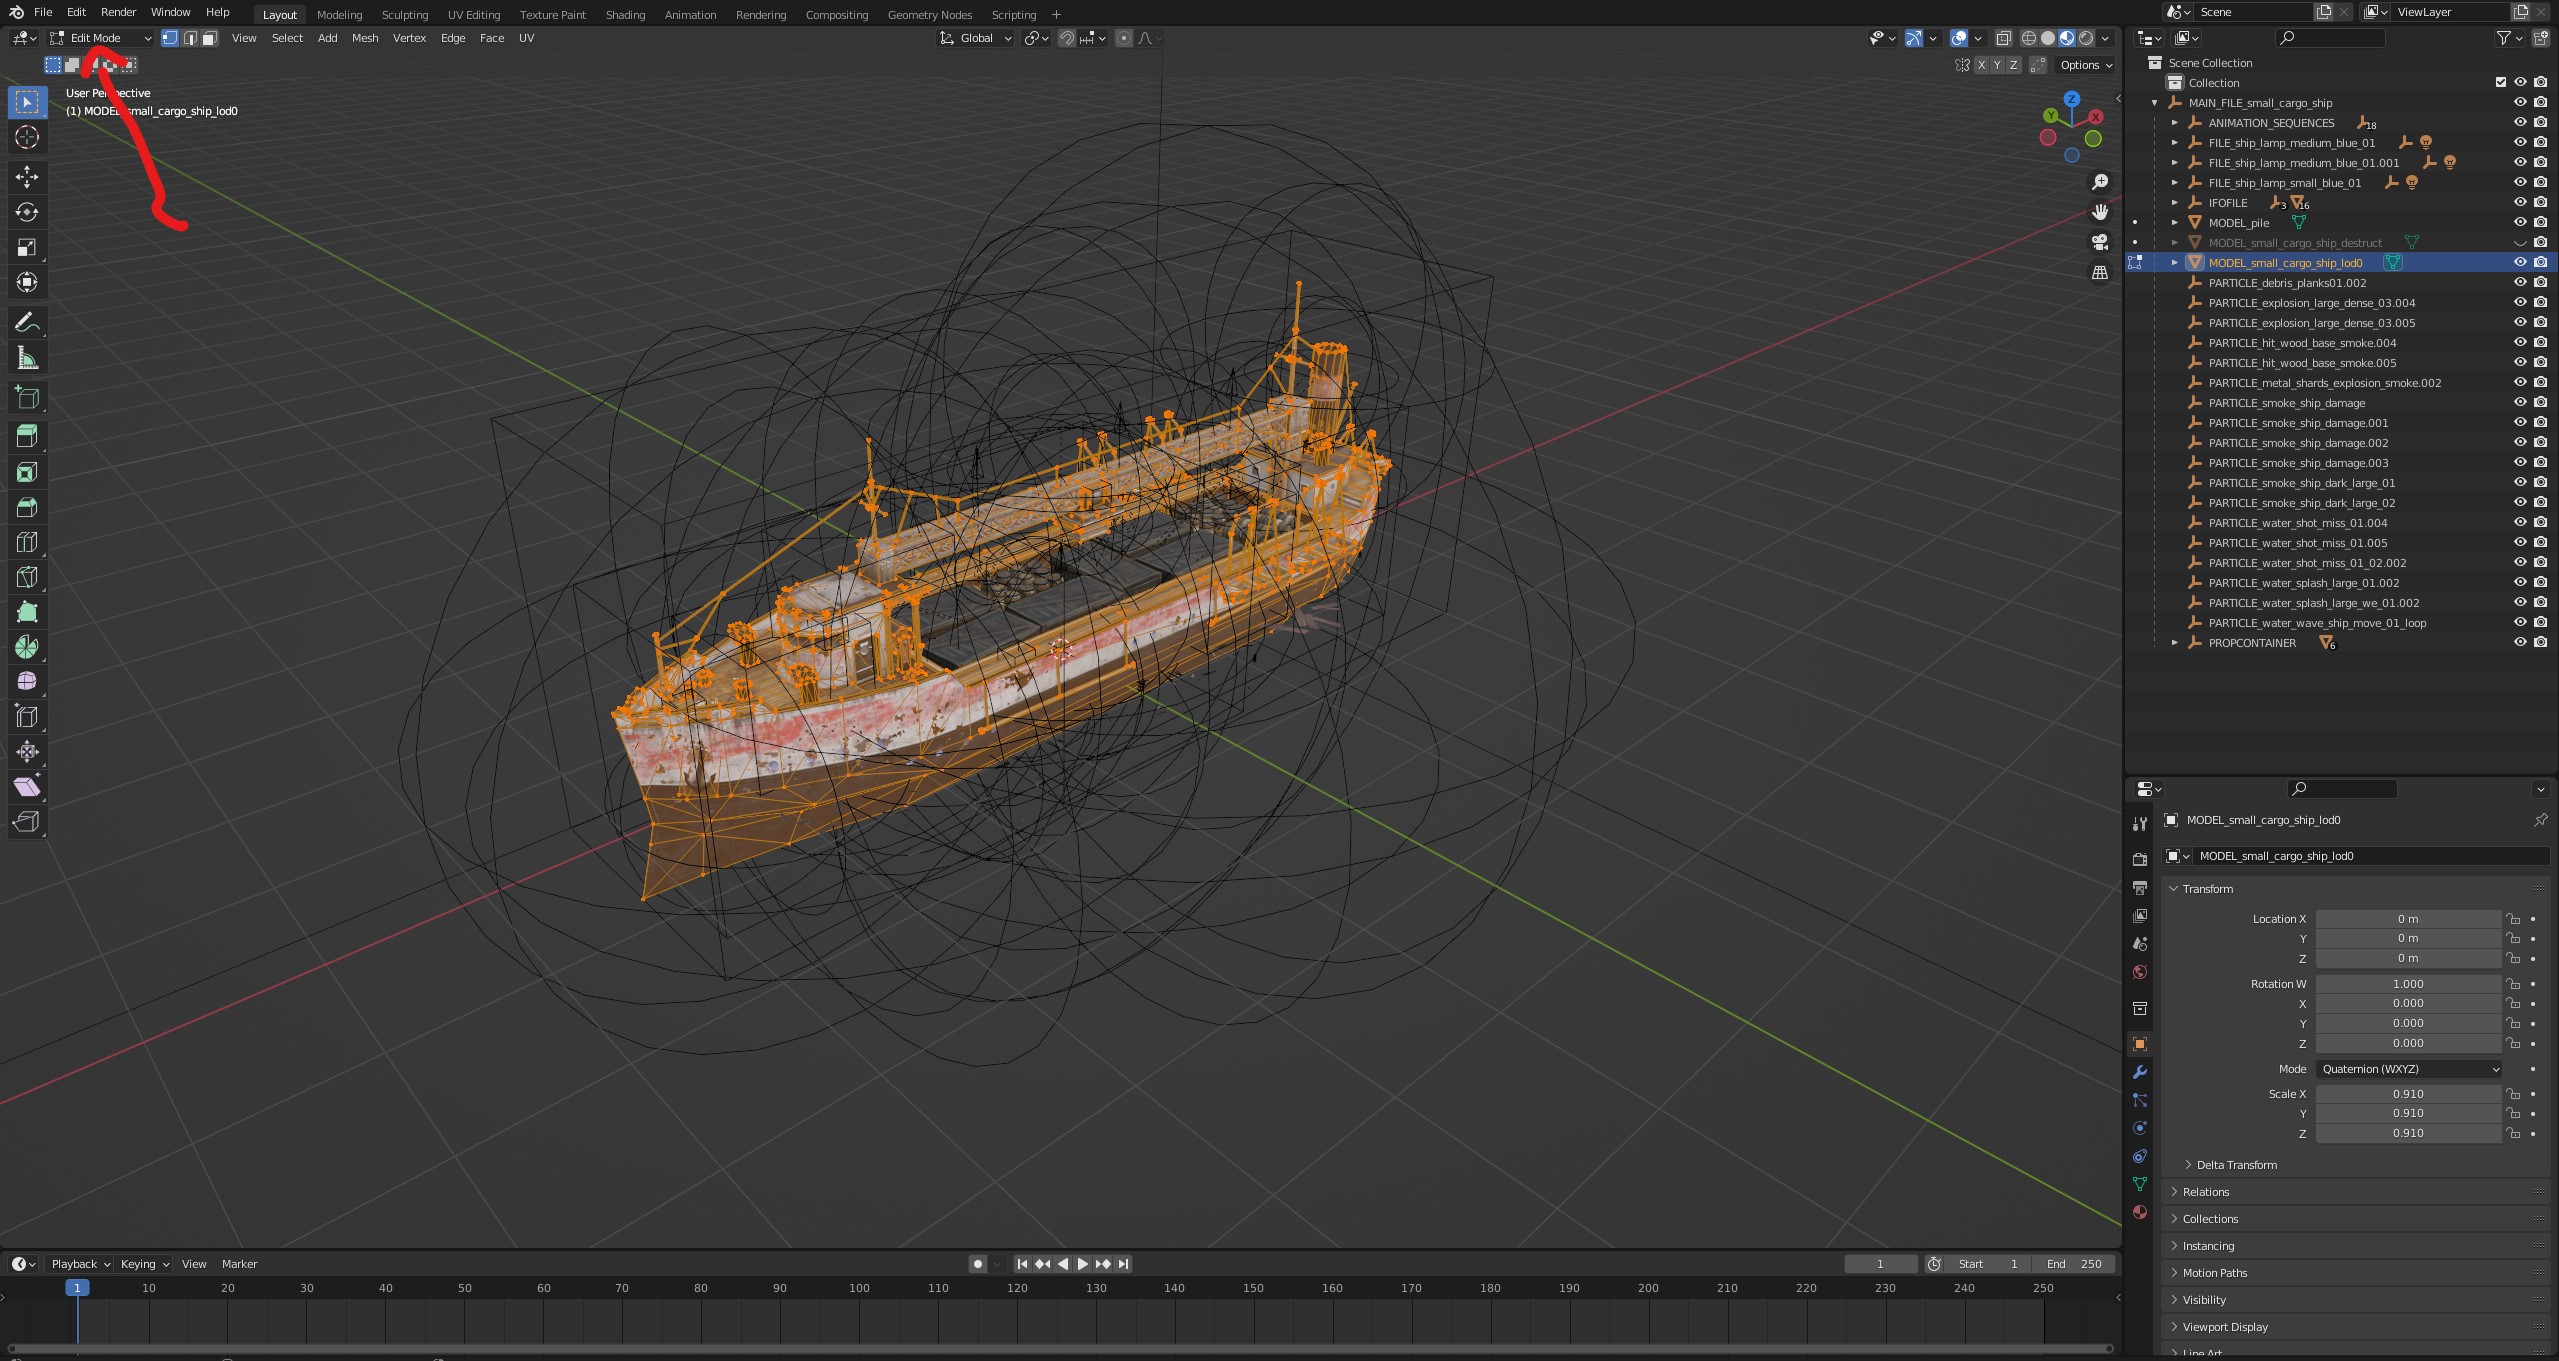 File Edit Render Window Help Layout Modeling Sculpting UV Editing Texture Paint Shading Animation Rendering Compositing Geometry Nodes Scripting + Scene ViewLayer
Edit Mode View Select Add Mesh Vertex Edge Face UV Global
X Y Z Options
User Perspective
(1) MODEL_small_cargo_ship_lod0
Z
Y
X
Scene Collection
Collection
MAIN_FILE_small_cargo_ship
ANIMATION_SEQUENCES 18
FILE_ship_lamp_medium_blue_01
FILE_ship_lamp_medium_blue_01.001
FILE_ship_lamp_small_blue_01
IFOFILE 3 16
MODEL_pile
MODEL_small_cargo_ship_destruct
MODEL_small_cargo_ship_lod0
PARTICLE_debris_planks01.002
PARTICLE_explosion_large_dense_03.004
PARTICLE_explosion_large_dense_03.005
PARTICLE_hit_wood_base_smoke.004
PARTICLE_hit_wood_base_smoke.005
PARTICLE_metal_shards_explosion_smoke.002
PARTICLE_smoke_ship_damage
PARTICLE_smoke_ship_damage.001
PARTICLE_smoke_ship_damage.002
PARTICLE_smoke_ship_damage.003
PARTICLE_smoke_ship_dark_large_01
PARTICLE_smoke_ship_dark_large_02
PARTICLE_water_shot_miss_01.004
PARTICLE_water_shot_miss_01.005
PARTICLE_water_shot_miss_01_02.002
PARTICLE_water_splash_large_01.002
PARTICLE_water_splash_large_we_01.002
PARTICLE_water_wave_ship_move_01_loop
PROPCONTAINER 6
MODEL_small_cargo_ship_lod0
MODEL_small_cargo_ship_lod0
Transform
Location X 0 m
Y 0 m
Z 0 m
Rotation W 1.000
X 0.000
Y 0.000
Z 0.000
Mode Quaternion (WXYZ)
Scale X 0.910
Y 0.910
Z 0.910
Delta Transform
Relations
Collections
Instancing
Motion Paths
Visibility
Viewport Display
Line Art
Playback Keying View Marker 1 Start 1 End 250
1 10 20 30 40 50 60 70 80 90 100 110 120 130 140 150 160 170 180 190 200 210 220 230 240 250